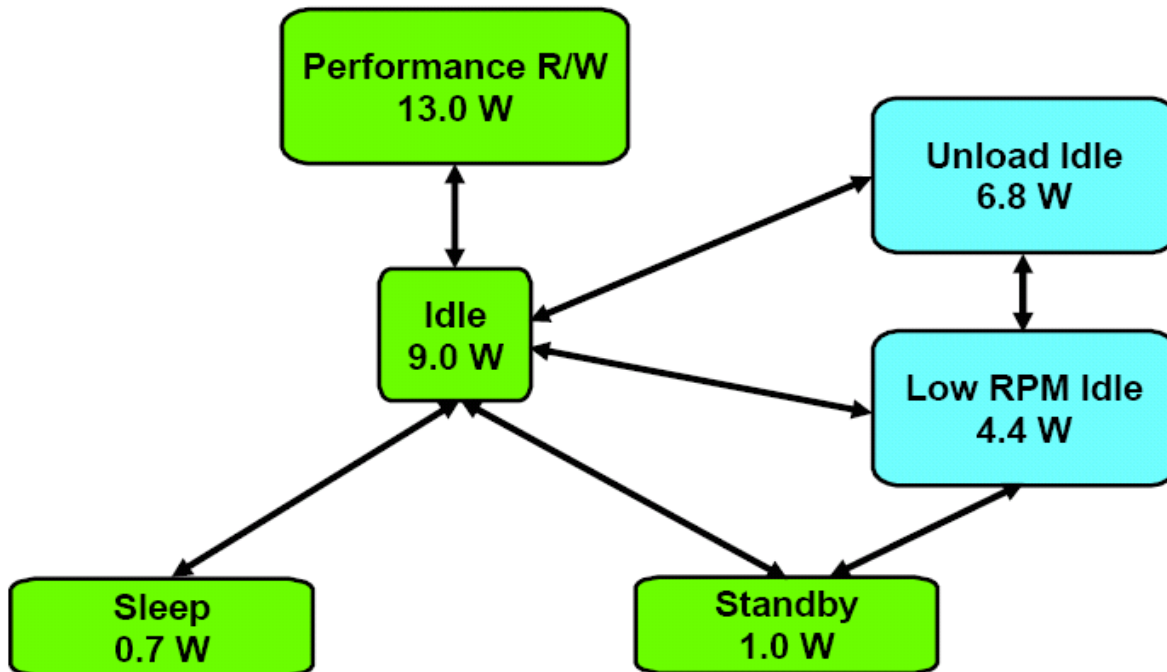 Performance R/W
13.0 W
Unload Idle
6.8 W
Idle
9.0 W
Low RPM Idle
4.4 W
Sleep
0.7 W
Standby
1.0 W